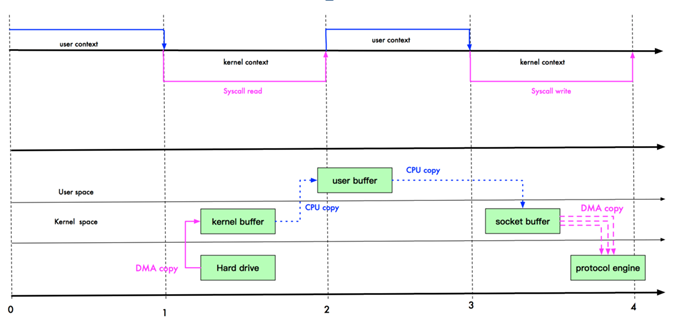 user context
user context
kernel context
kernel context
Syscall read
Syscall write
user buffer
CPU copy
User space
CPU copy
DMA copy
Kernel space
kernel buffer
socket buffer
DMA copy
Hard drive
protocol engine
0
1
2
3
4